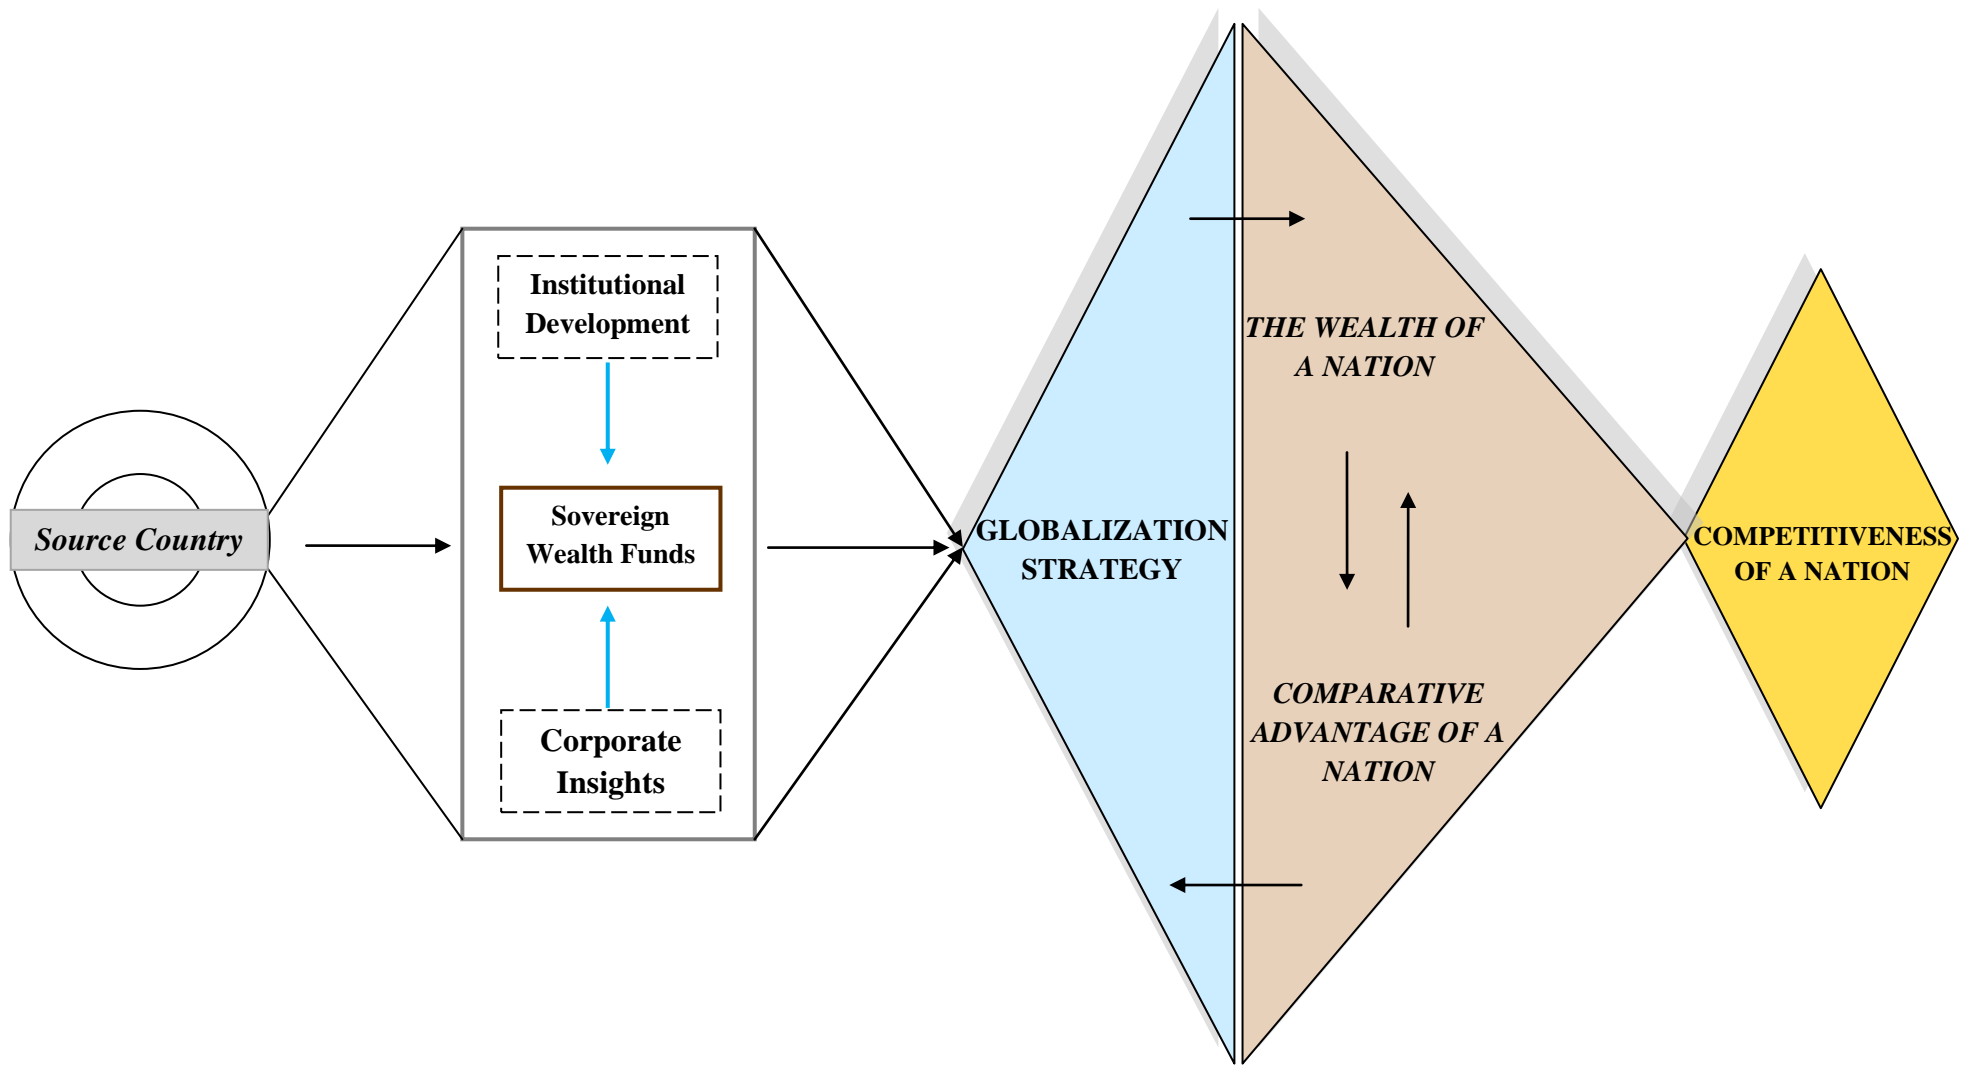 Source Country
Institutional
Development
Sovereign
Wealth Funds
Corporate
Insights
GLOBALIZATION
STRATEGY
THE WEALTH OF
A NATION
COMPARATIVE
ADVANTAGE OF A
NATION
COMPETITIVENESS
OF A NATION